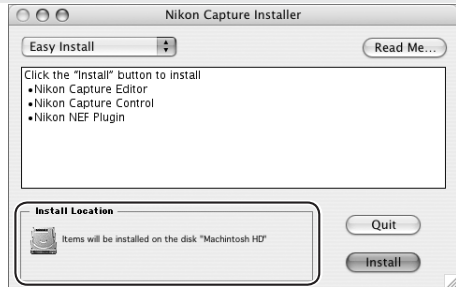 Nikon Capture Installer
Easy Install
Read Me...
Click the "Install" button to install
•Nikon Capture Editor
•Nikon Capture Control
•Nikon NEF Plugin
Install Location
Items will be installed on the disk "Machintosh HD"
Quit
Install